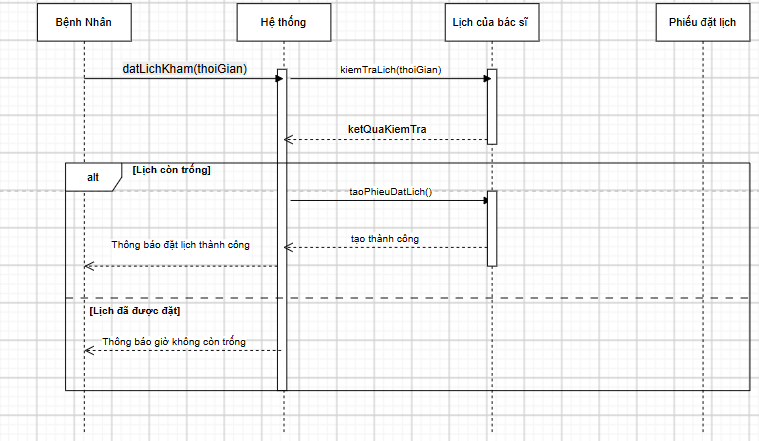 Bệnh Nhân
Hệ thống
Lịch của bác sĩ
Phiếu đặt lịch
datLichKham(thoiGian)
kiemTraLich(thoiGian)
ketQuaKiemTra
alt
[Lịch còn trống]
taoPhieuDatLich()
tạo thành công
Thông báo đặt lịch thành công
[Lịch đã được đặt]
Thông báo giờ không còn trống